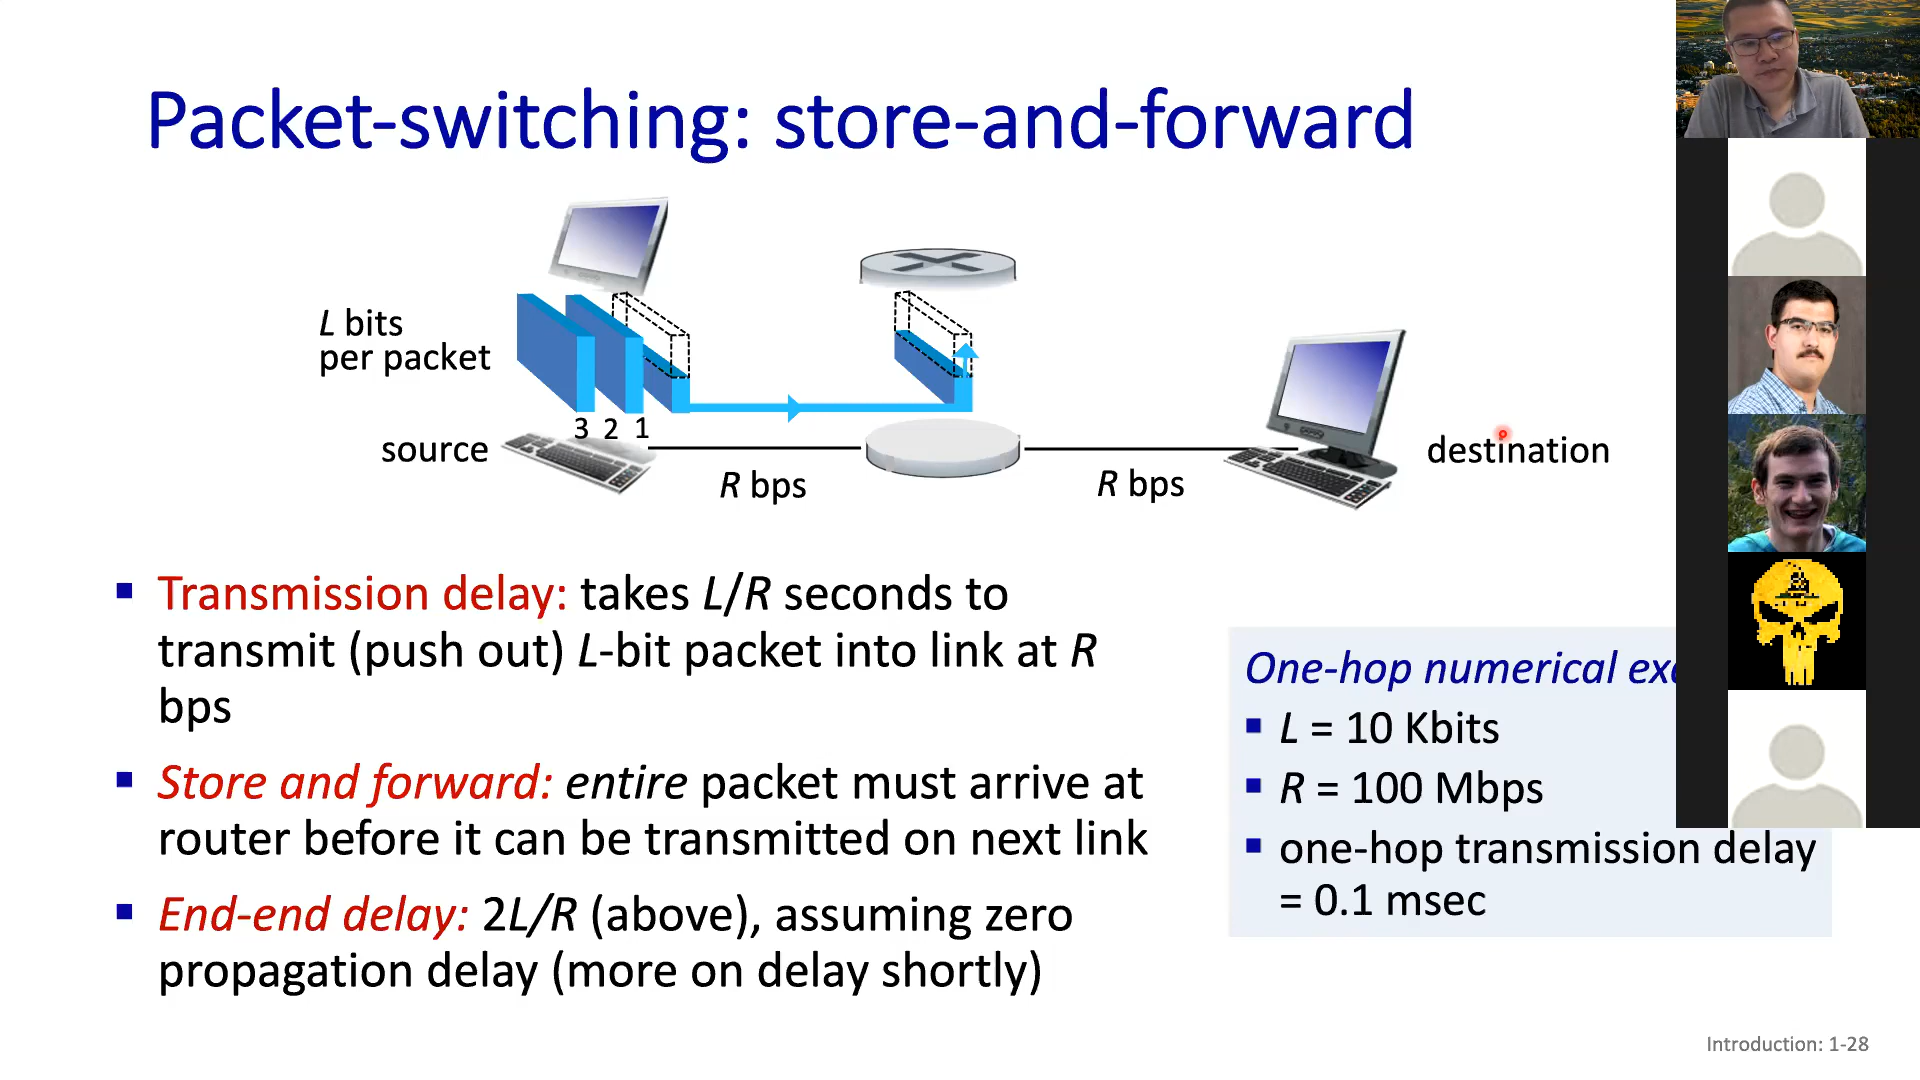 Packet-switching: store-and-forward
L bits
per packet
3 2 1
source
R bps
R bps
destination
▪ Transmission delay: takes L/R seconds to
transmit (push out) L-bit packet into link at R
bps
▪ Store and forward: entire packet must arrive at
router before it can be transmitted on next link
▪ End-end delay: 2L/R (above), assuming zero
propagation delay (more on delay shortly)
One-hop numerical
▪ L = 10 Kbits
▪ R = 100 Mbps
▪ one-hop transmission delay
= 0.1 msec
Introduction: 1-28